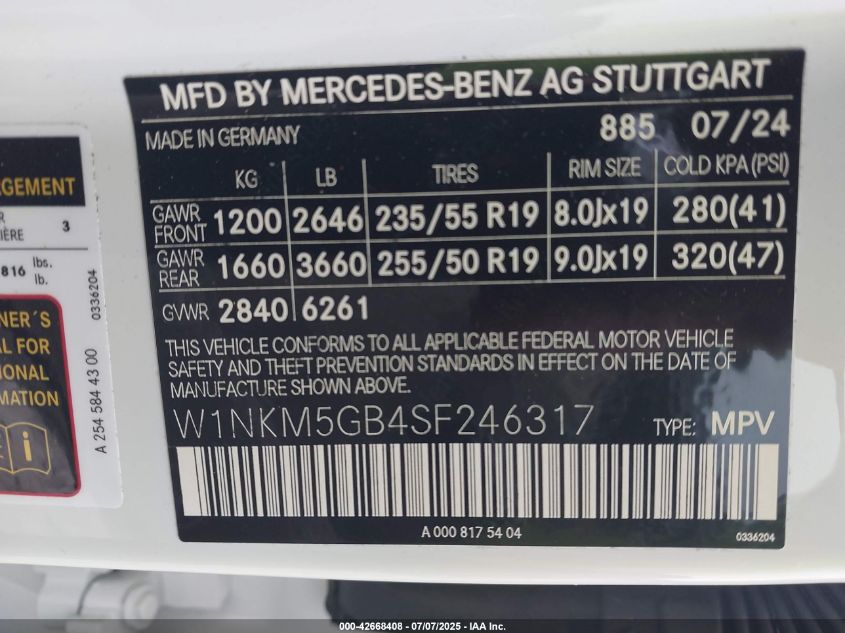 MFD BY MERCEDES-BENZ AG STUTTGART
MADE IN GERMANY 885 07/24
KG LB TIRES RIM SIZE COLD KPA (PSI)
GAWR FRONT 1200 2646 235/55 R19 8.0Jx19 280(41)
GAWR REAR 1660 3660 255/50 R19 9.0Jx19 320(47)
GVWR 2840 6261
THIS VEHICLE CONFORMS TO ALL APPLICABLE FEDERAL MOTOR VEHICLE
SAFETY AND THEFT PREVENTION STANDARDS IN EFFECT ON THE DATE OF
MANUFACTURE SHOWN ABOVE.
W1NKM5GB4SF246317 TYPE: MPV
A 000 817 54 04
0336204
RGEMENT
R
IÈRE 3
816 lbs.
lb.
0336204
NER´S
AL FOR
IONAL
MATION
A 254 584 43 00
000-42668408 - 07/07/2025 - IAA Inc.